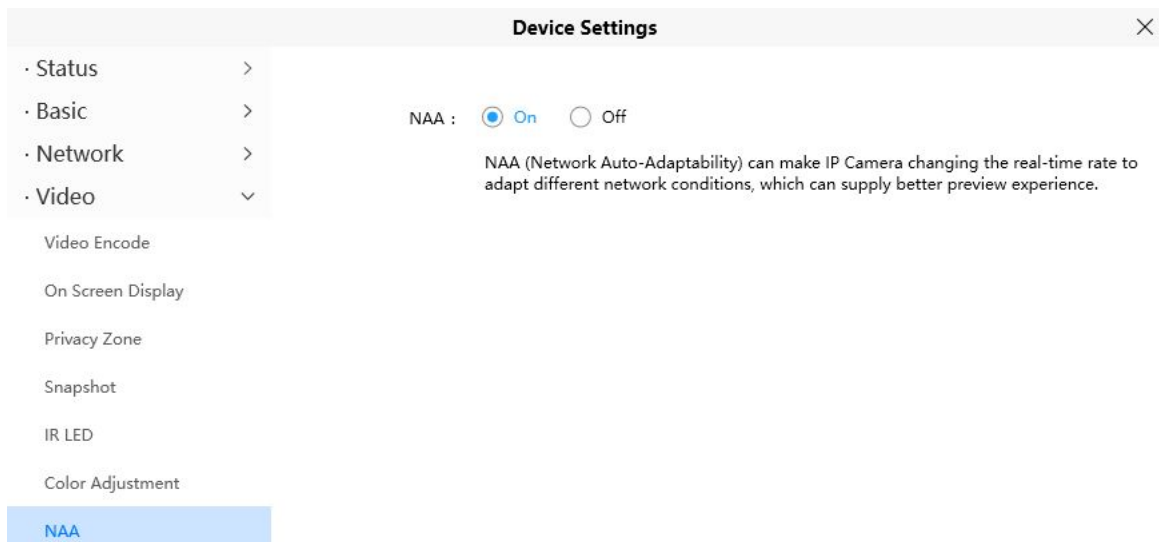 Device Settings
· Status
· Basic
· Network
· Video
Video Encode
On Screen Display
Privacy Zone
Snapshot
IR LED
Color Adjustment
NAA
NAA : On Off
NAA (Network Auto-Adaptability) can make IP Camera changing the real-time rate to
adapt different network conditions, which can supply better preview experience.